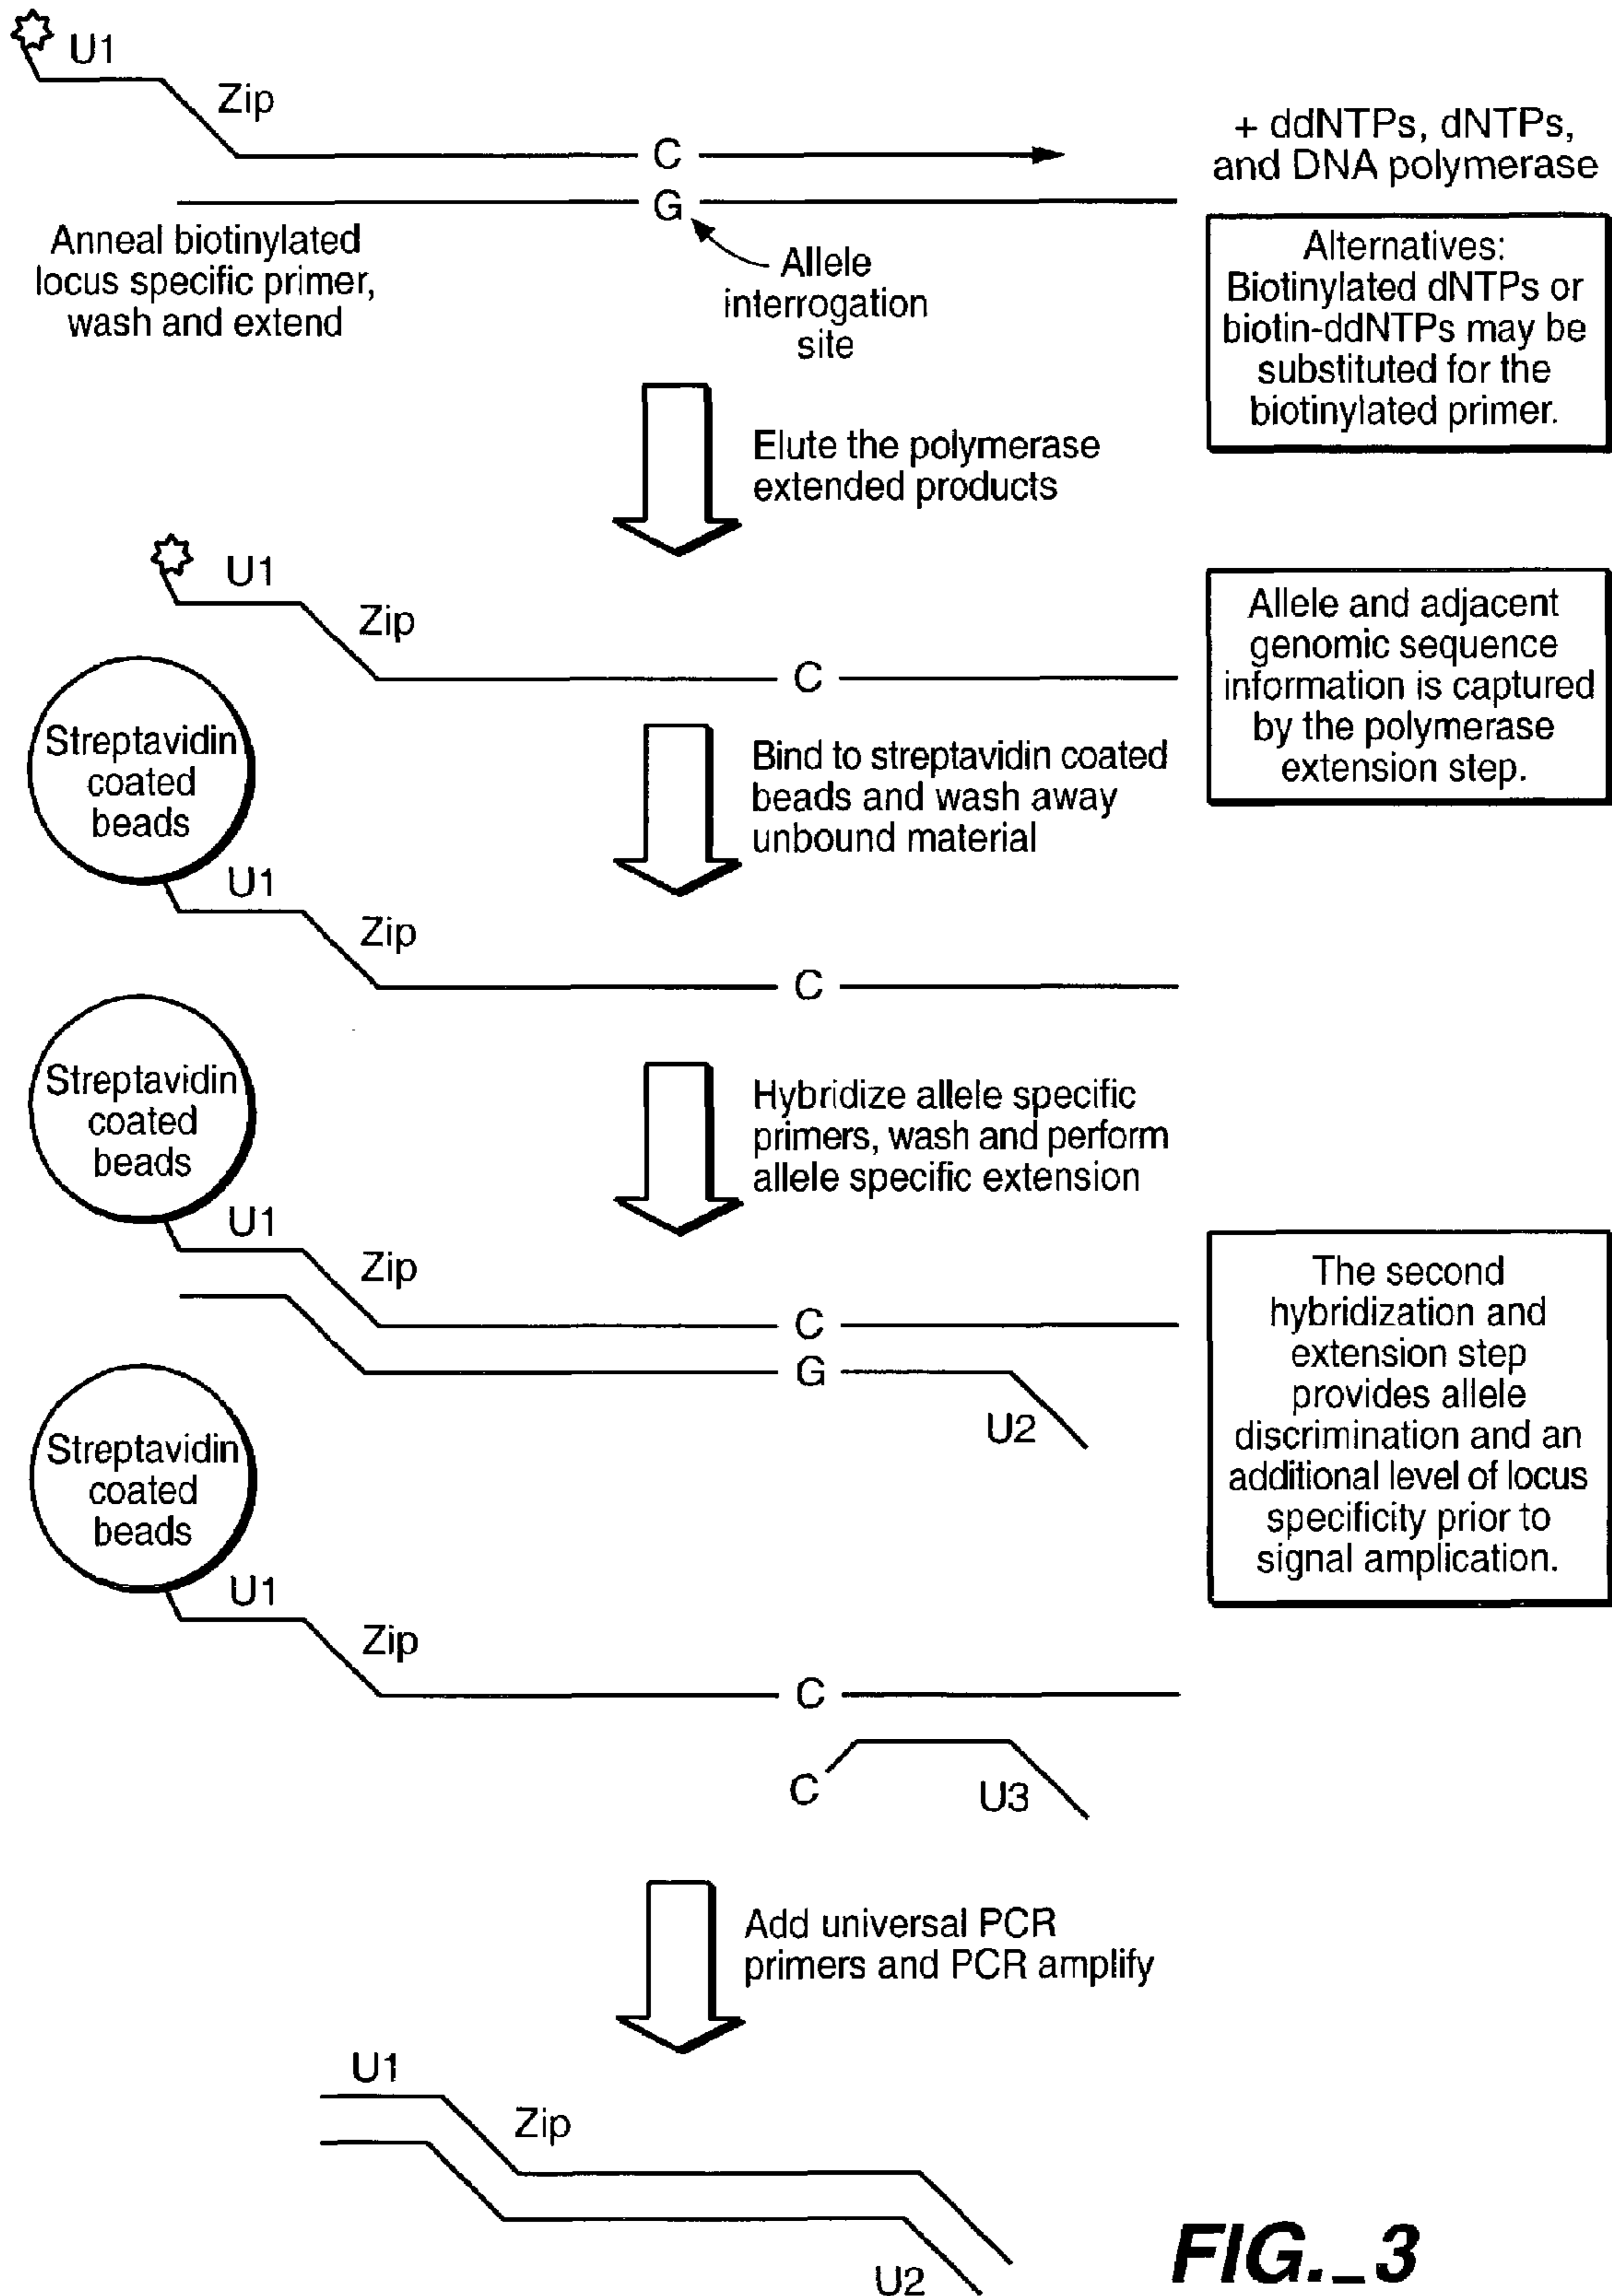 U1
Zip
C
G
+ ddNTPs, dNTPs,
and DNA polymerase
Anneal biotinylated
locus specific primer,
wash and extend
Allele
interrogation
site
Alternatives:
Biotinylated dNTPs or
biotin-ddNTPs may be
substituted for the
biotinylated primer.
Elute the polymerase
extended products
U1
Zip
C
Allele and adjacent
genomic sequence
information is captured
by the polymerase
extension step.
Streptavidin
coated
beads
Bind to streptavidin coated
beads and wash away
unbound material
U1
Zip
C
Streptavidin
coated
beads
Hybridize allele specific
primers, wash and perform
allele specific extension
U1
Zip
C
G
U2
The second
hybridization and
extension step
provides allele
discrimination and an
additional level of locus
specificity prior to
signal amplication.
Streptavidin
coated
beads
U1
Zip
C
C
U3
Add universal PCR
primers and PCR amplify
U1
Zip
U2
FIG._3